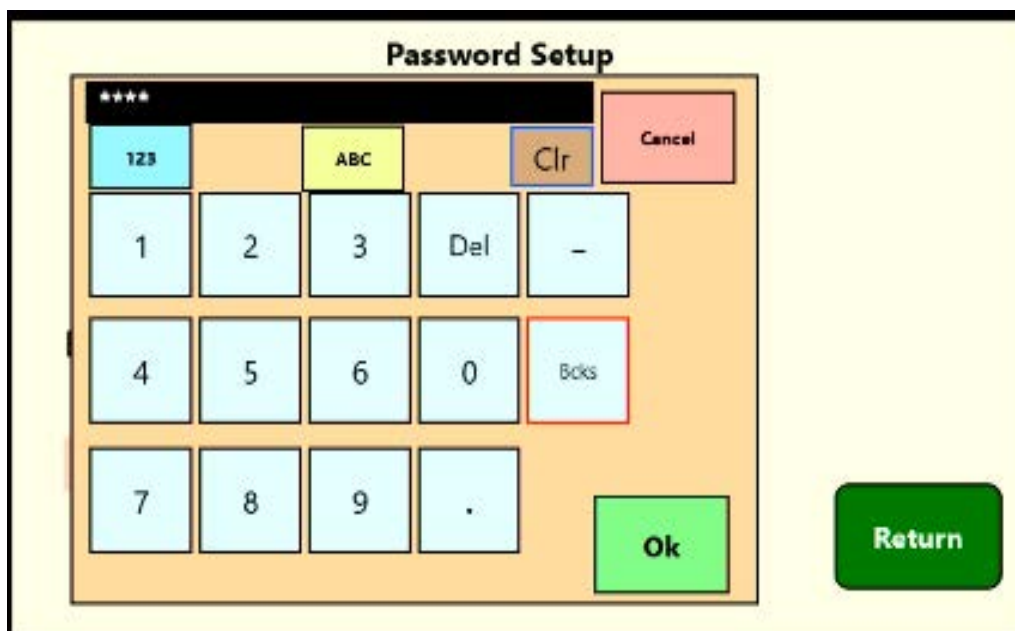 Password Setup
****
Cancel
123 ABC Clr
1 2 3 Del -
4 5 6 0 Bcks
7 8 9 .
Ok
Return